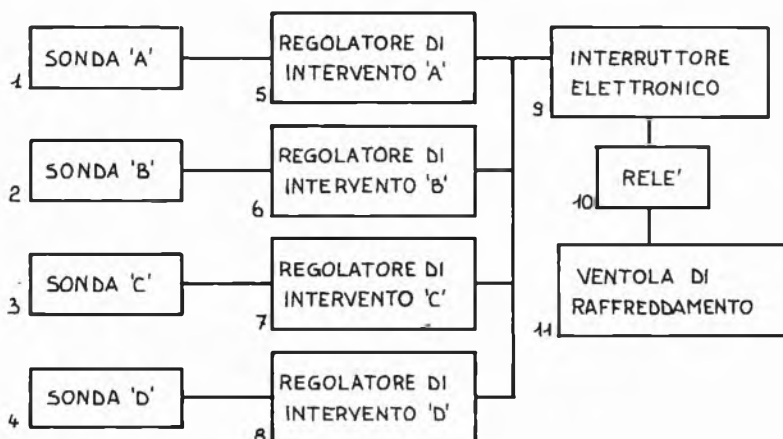 SONDA 'A'
1
REGOLATORE DI
INTERVENTO 'A'
5
INTERRUTTORE
ELETTRONICO
9
SONDA 'B'
2
REGOLATORE DI
INTERVENTO 'B'
6
RELE'
10
SONDA 'C'
3
REGOLATORE DI
INTERVENTO 'C'
7
VENTOLA DI
RAFFREDDAMENTO
11
SONDA 'D'
4
REGOLATORE DI
INTERVENTO 'D'
8